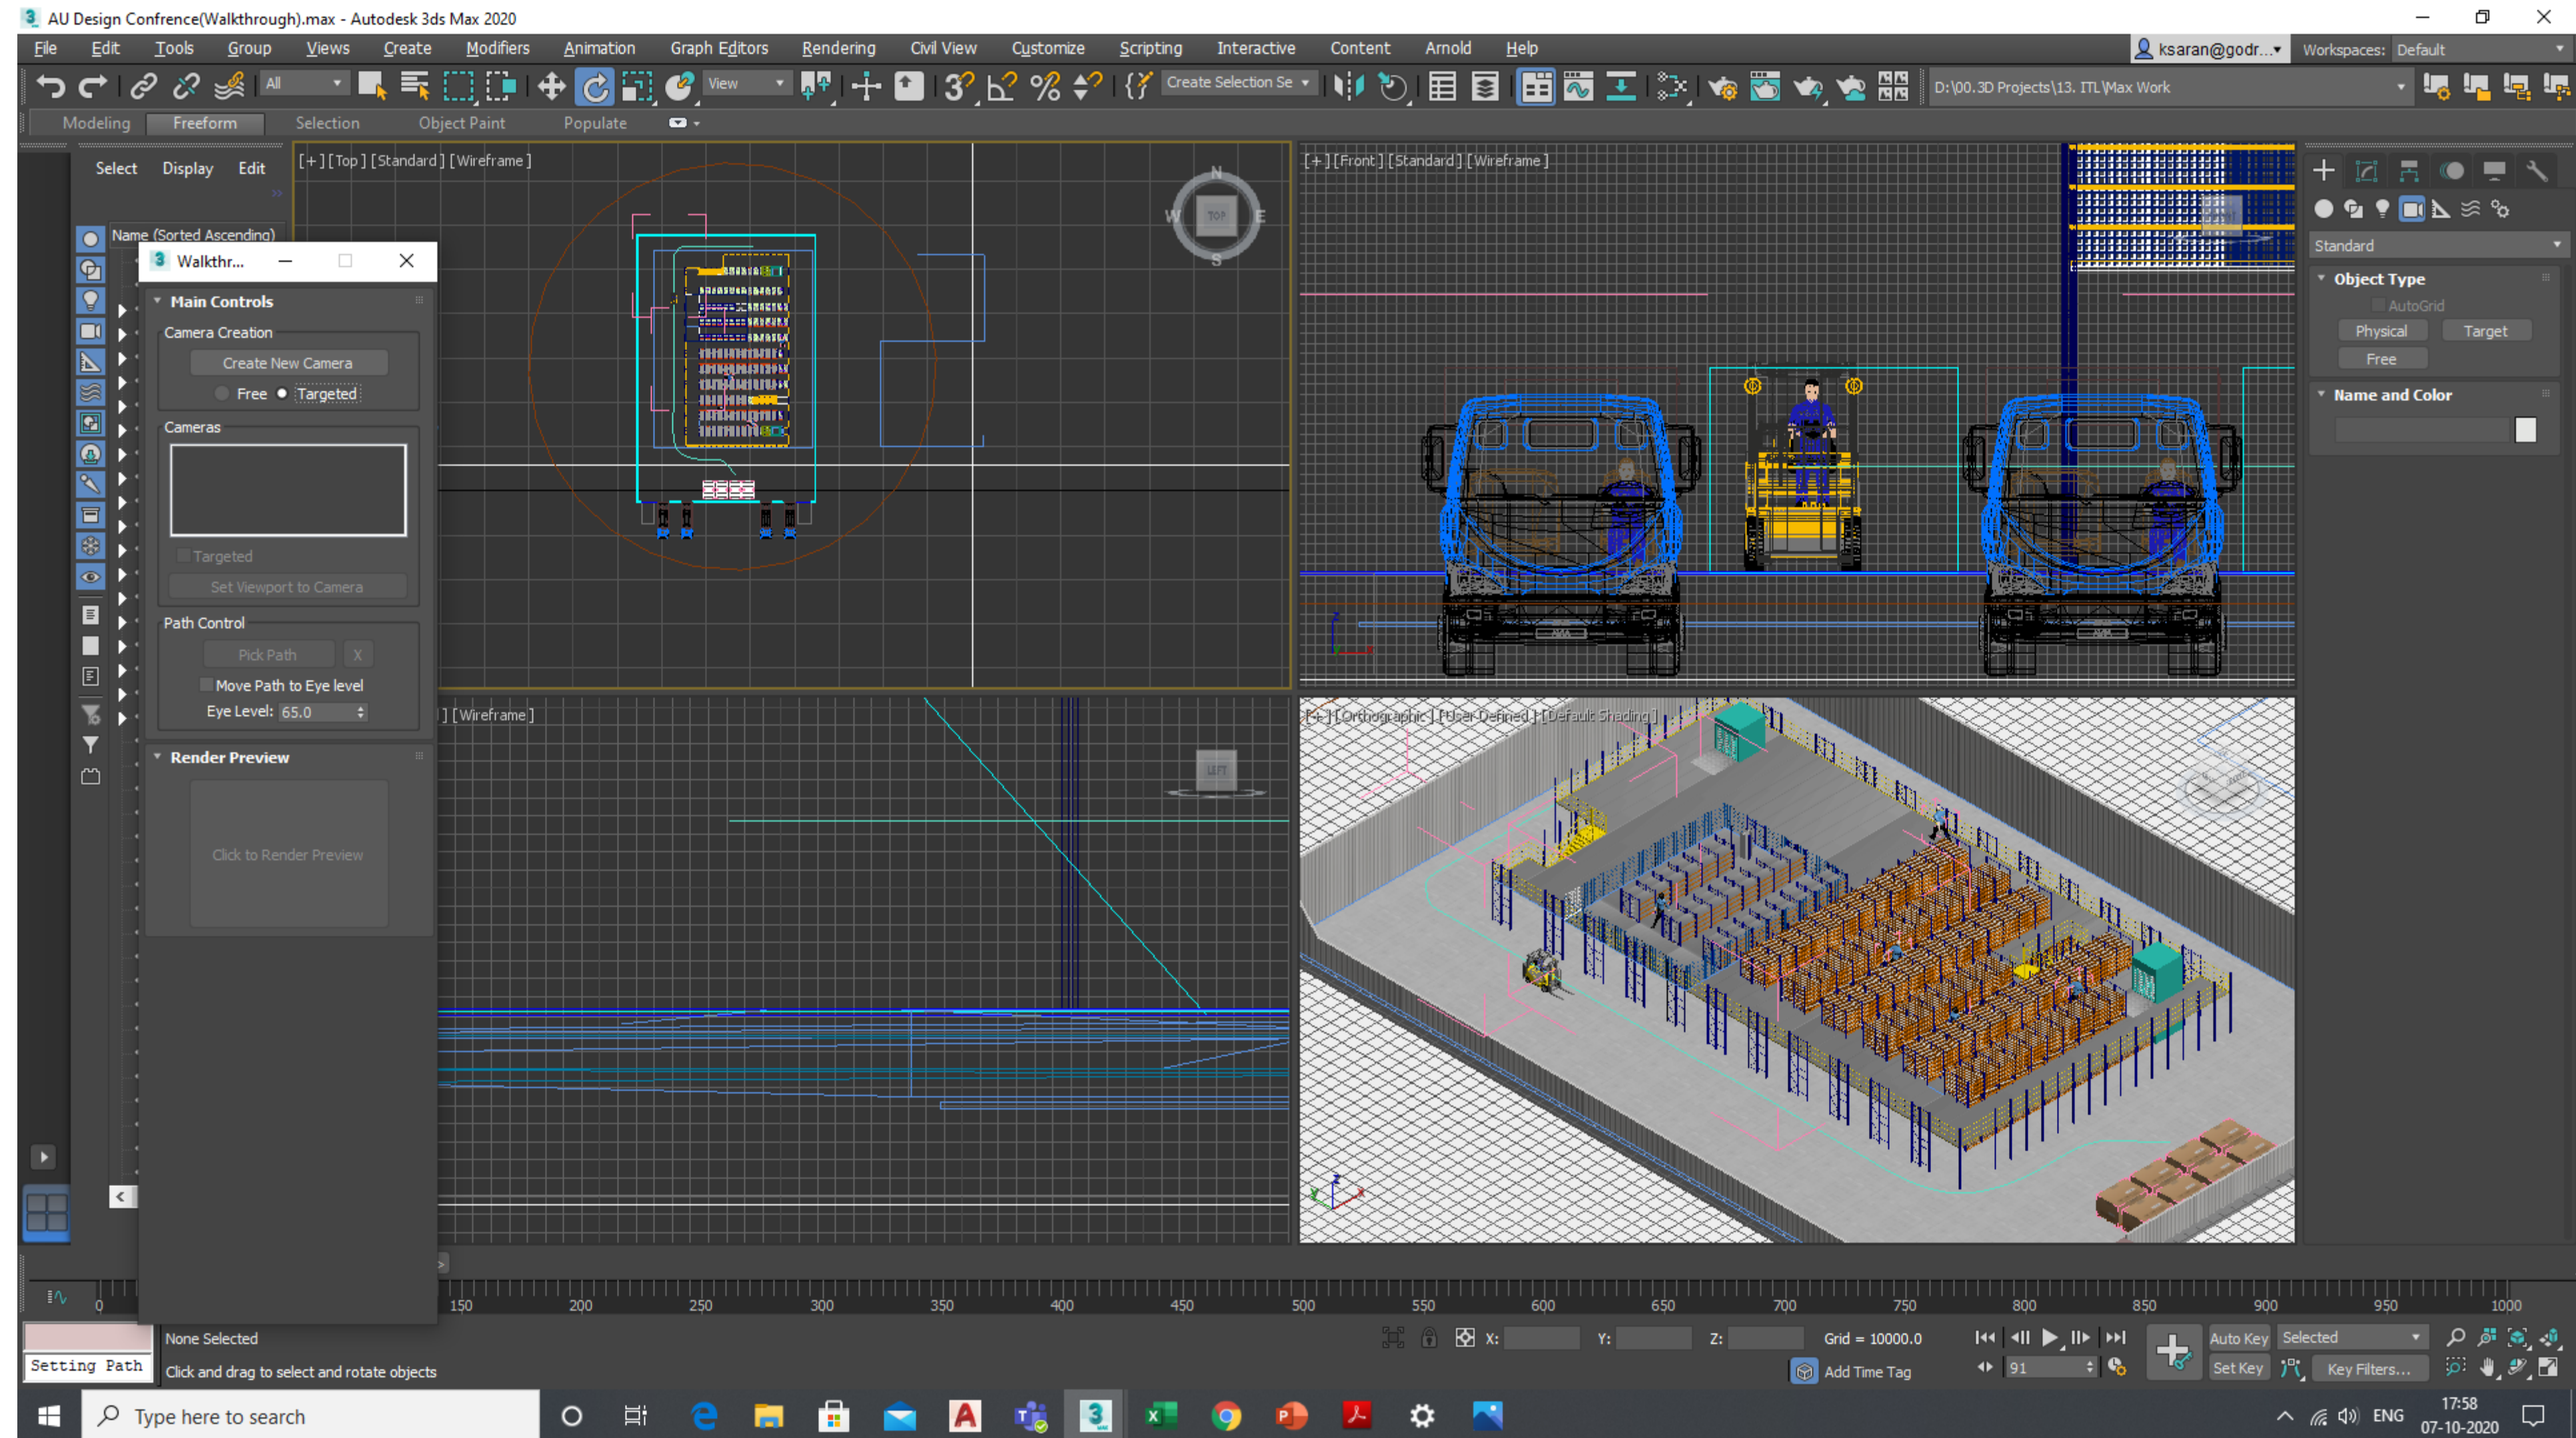 AU Design Confrence(Walkthrough).max - Autodesk 3ds Max 2020
File Edit Tools Group Views Create Modifiers Animation Graph Editors Rendering Civil View Customize Scripting Interactive Content Arnold Help
ksaran@godr... Workspaces: Default
All View Create Selection Se D:\00.3D Projects\13. ITL\Max Work
Modeling Freeform Selection Object Paint Populate
Select Display Edit
Name (Sorted Ascending)
[+][Top][Standard][Wireframe]
N
W TOP E
S
[+][Front][Standard][Wireframe]
Standard
Object Type
AutoGrid
Physical Target
Free
Name and Color
Walkthr...
Main Controls
Camera Creation
Create New Camera
Free Targeted
Cameras
Targeted
Set Viewport to Camera
Path Control
Pick Path X
Move Path to Eye level
Eye Level: 65.0
Render Preview
Click to Render Preview
][Wireframe]
LEFT
[+][Orthographic][User Defined][Default Shading]
z
y x
0 150 200 250 300 350 400 450 500 550 600 650 700 750 800 850 900 950 1000
None Selected
X: Y: Z: Grid = 10000.0
Auto Key Selected
Setting Path
Click and drag to select and rotate objects
Add Time Tag
91
Set Key Key Filters...
Type here to search
ENG
17:58
07-10-2020